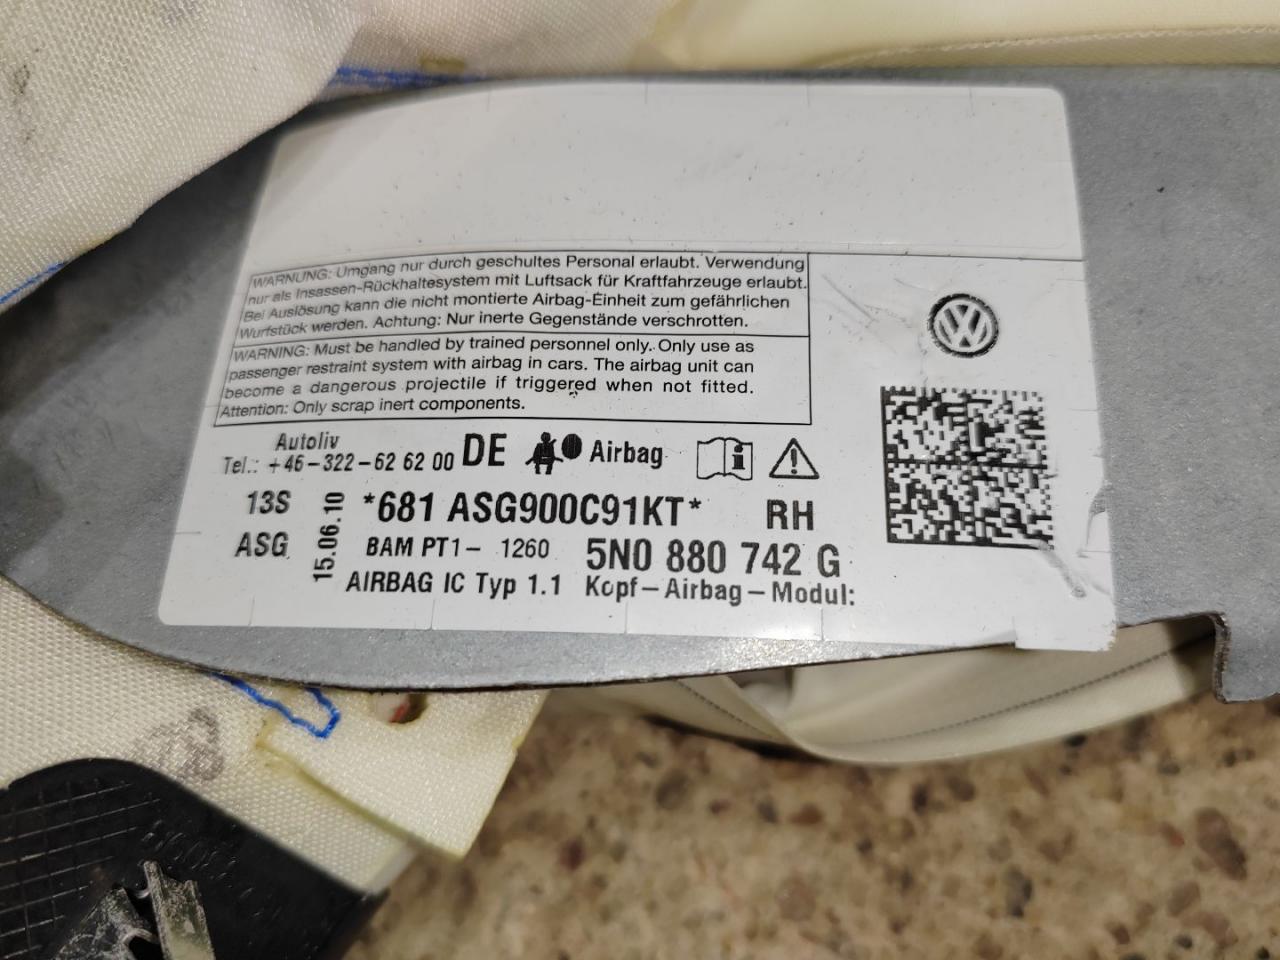 WARNUNG: Umgang nur durch geschultes Personal erlaubt. Verwendung
nur als Insassen-Rückhaltesystem mit Luftsack für Kraftfahrzeuge erlaubt.
Bei Auslösung kann die nicht montierte Airbag-Einheit zum gefährlichen
Wurfstück werden. Achtung: Nur inerte Gegenstände verschrotten.
WARNING: Must be handled by trained personnel only. Only use as
passenger restraint system with airbag in cars. The airbag unit can
become a dangerous projectile if triggered when not fitted.
Attention: Only scrap inert components.
Autoliv
Tel.: +46-322-62 62 00 DE Airbag
13S 15.06.10 *681 ASG900C91KT* RH
ASG BAM PT1- 1260 5N0 880 742 G
AIRBAG IC Typ 1.1 Kopf-Airbag-Modul: